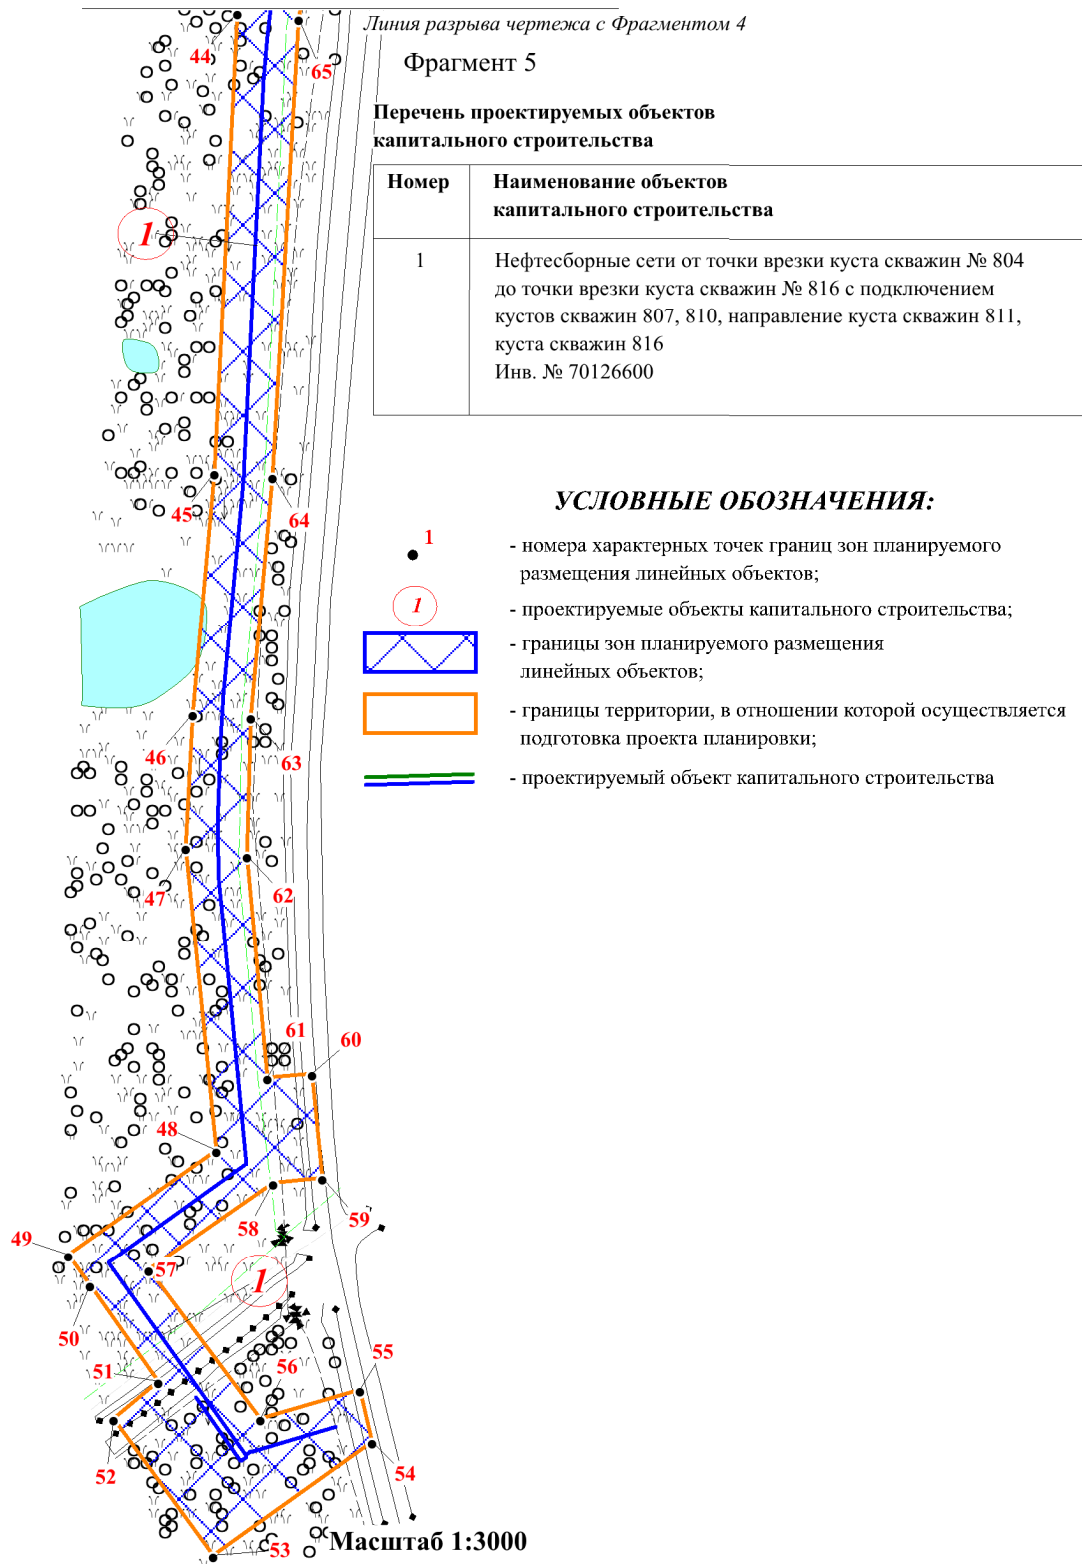 Линия разрыва чертежа с Фрагментом 4
Фрагмент 5
Перечень проектируемых объектов
капитального строительства
Номер
Наименование объектов
капитального строительства
1
Нефтесборные сети от точки врезки куста скважин № 804
до точки врезки куста скважин № 816 с подключением
кустов скважин 807, 810, направление куста скважин 811,
куста скважин 816
Инв. № 70126600
УСЛОВНЫЕ ОБОЗНАЧЕНИЯ:
1
- номера характерных точек границ зон планируемого
размещения линейных объектов;
1
- проектируемые объекты капитального строительства;
- границы зон планируемого размещения
линейных объектов;
- границы территории, в отношении которой осуществляется
подготовка проекта планировки;
- проектируемый объект капитального строительства
44
65
1
45
64
46
63
47
62
61
60
48
58
59
49
57
1
50
51
56
55
52
54
53
Масштаб 1:3000